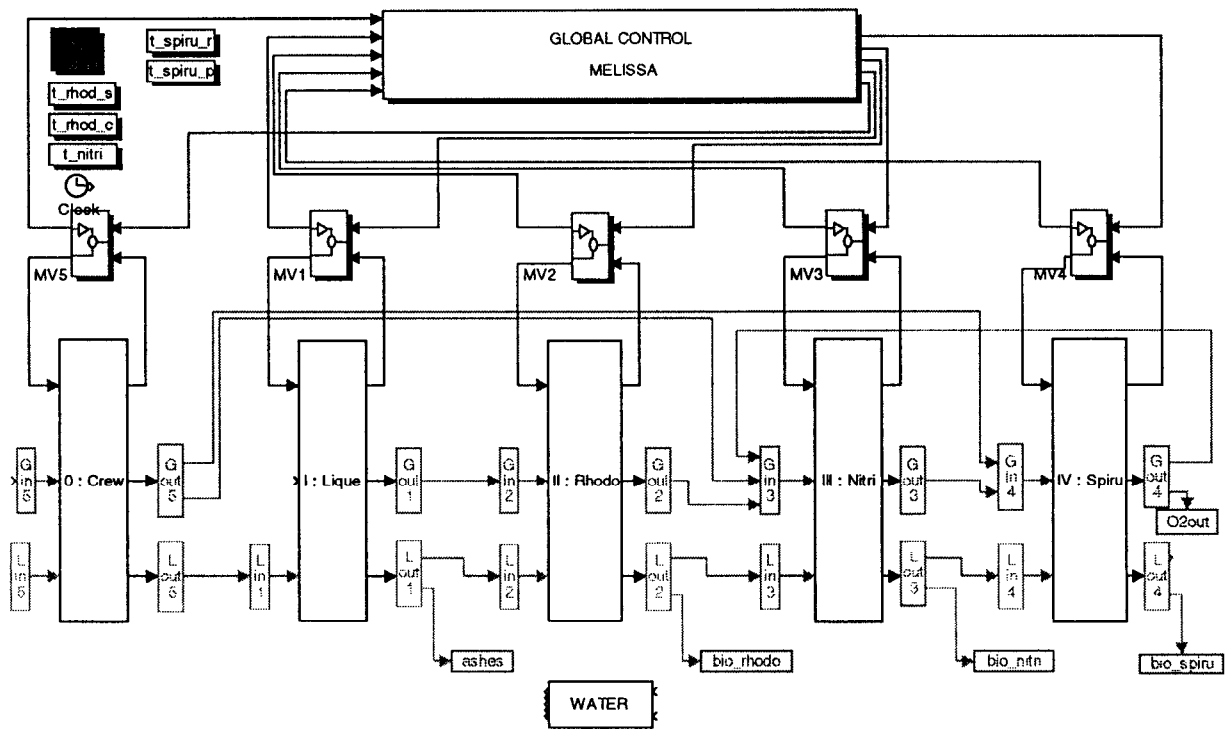 GLOBAL CONTROL
MELISSA
t_spiru_r
t_spiru_p
t_rhod_s
t_rhod_c
t_nitri
Clock
MV5
MV1
MV2
MV3
MV4
G
in
5
0 : Crew
G
out
5
I : Lique
G
out
1
G
in
2
II : Rhodo
G
out
2
G
in
3
III : Nitri
G
out
3
G
in
4
IV : Spiru
G
out
4
O2out
L
in
5
L
out
5
L
in
1
L
out
1
L
in
2
L
out
2
L
in
3
L
out
3
L
in
4
L
out
4
ashes
bio_rhodo
bio_nitri
bio_spiru
WATER